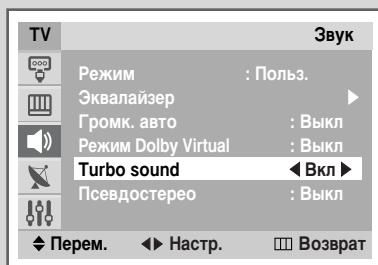 TV Звук
Режим : Польз.
Эквалайзер
Громк. авто : Выкл
Режим Dolby Virtual : Выкл
Turbo sound Вкл
Псевдостерео : Выкл
Перем. Настр. Возврат